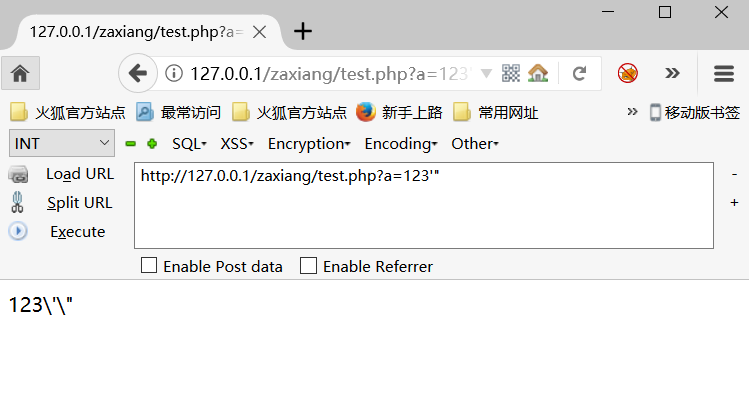 127.0.0.1/zaxiang/test.php?a=
127.0.0.1/zaxiang/test.php?a=123'
火狐官方站点 最常访问 火狐官方站点 新手上路 常用网址 » 移动版书签
INT SQL XSS Encryption Encoding Other
Load URL http://127.0.0.1/zaxiang/test.php?a=123'" -
Split URL +
Execute
Enable Post data Enable Referrer
123\'\"